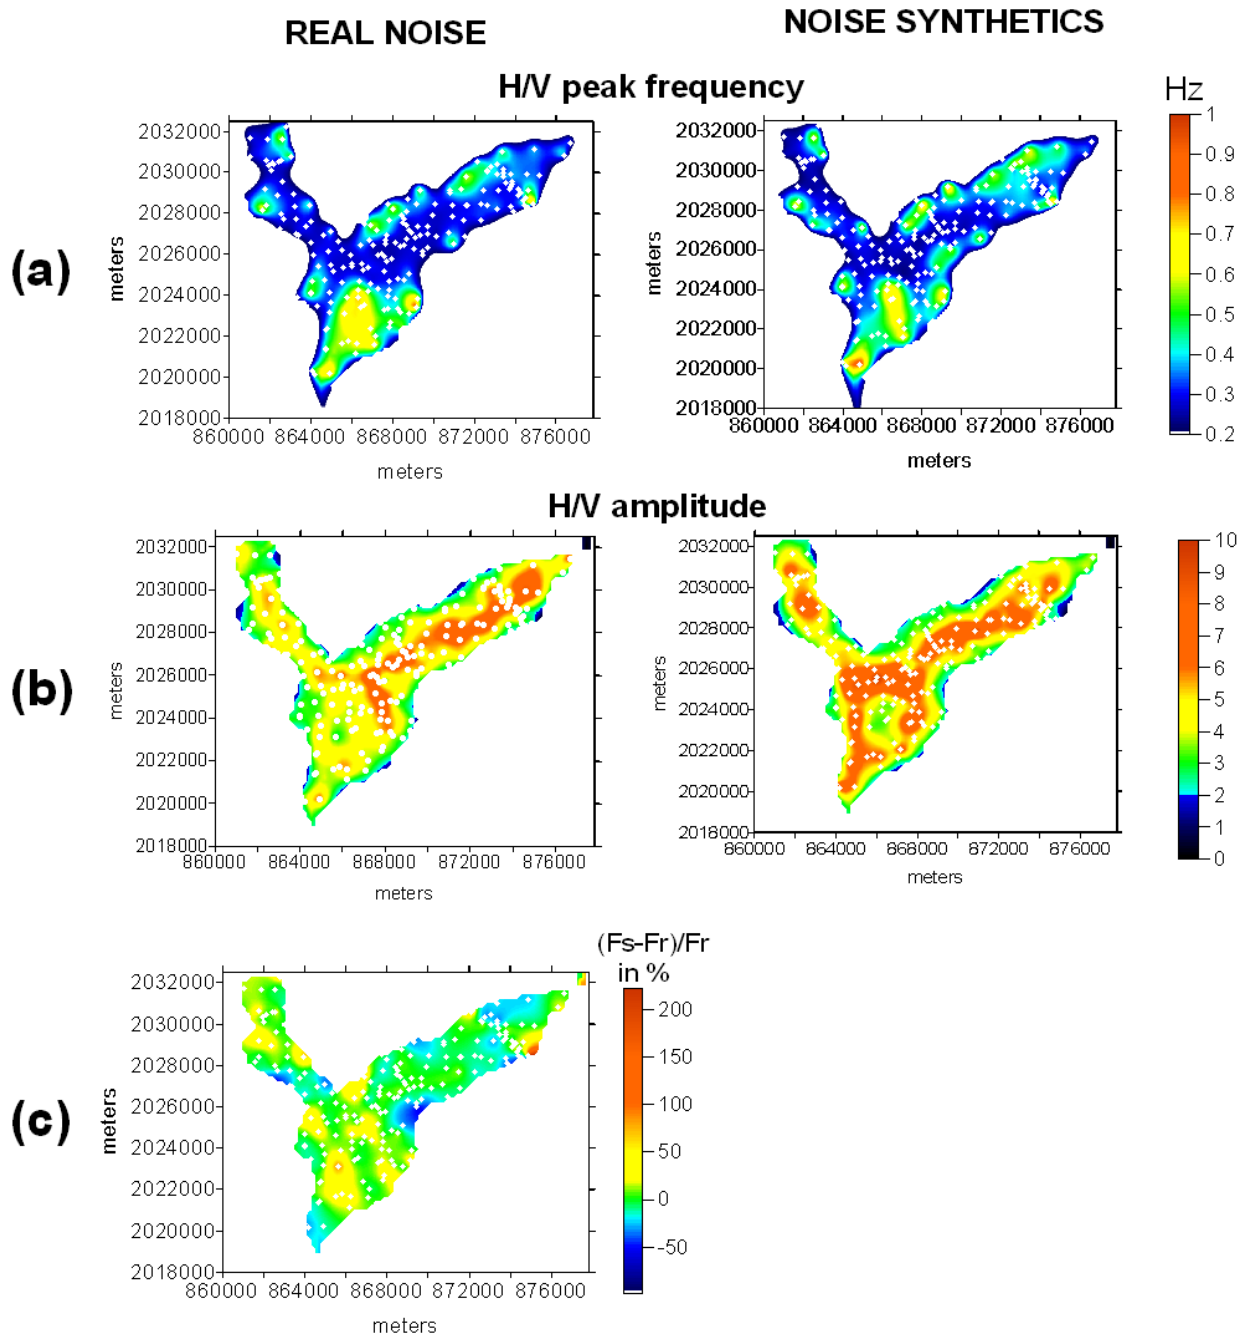 REAL NOISE
NOISE SYNTHETICS
H/V peak frequency
Hz
(a)
meters
2032000
2030000
2028000
2026000
2024000
2022000
2020000
2018000
860000 864000 868000 872000 876000
meters
meters
2032000
2030000
2028000
2026000
2024000
2022000
2020000
2018000
860000 864000 868000 872000 876000
meters
1
0.9
0.8
0.7
0.6
0.5
0.4
0.3
0.2
H/V amplitude
(b)
meters
2032000
2030000
2028000
2026000
2024000
2022000
2020000
2018000
860000 864000 868000 872000 876000
meters
meters
2032000
2030000
2028000
2026000
2024000
2022000
2020000
2018000
860000 864000 868000 872000 876000
meters
10
9
8
7
6
5
4
3
2
1
0
(c)
meters
2032000
2030000
2028000
2026000
2024000
2022000
2020000
2018000
860000 864000 868000 872000 876000
meters
(Fs-Fr)/Fr
in %
200
150
100
50
0
-50